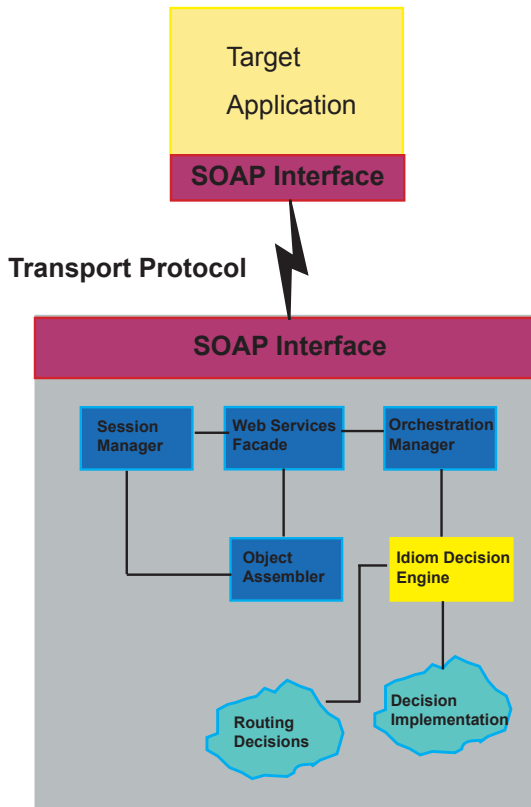 Target
Application
SOAP Interface
Transport Protocol
SOAP Interface
Session
Manager
Web Services
Facade
Orchestration
Manager
Object
Assembler
Idiom Decision
Engine
Routing
Decisions
Decision
Implementation